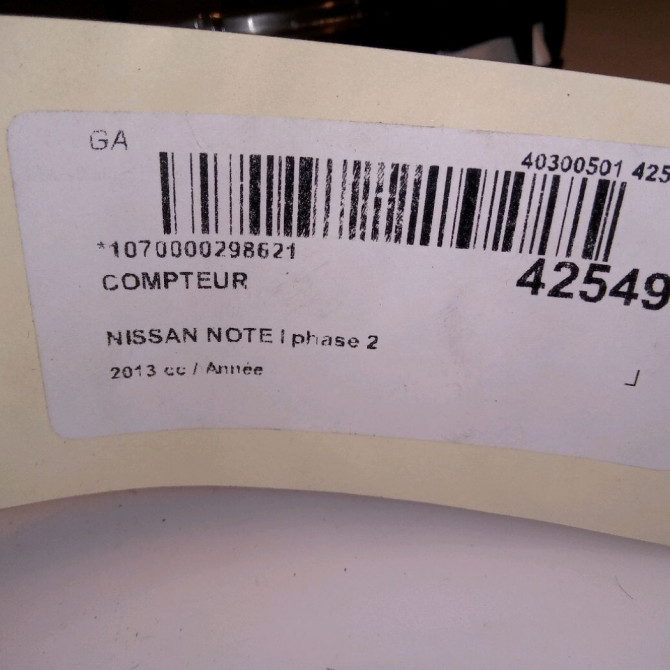 GA
40300501 425
*1070000298621
42549
COMPTEUR
NISSAN NOTE I phase 2
2013 cc / Année